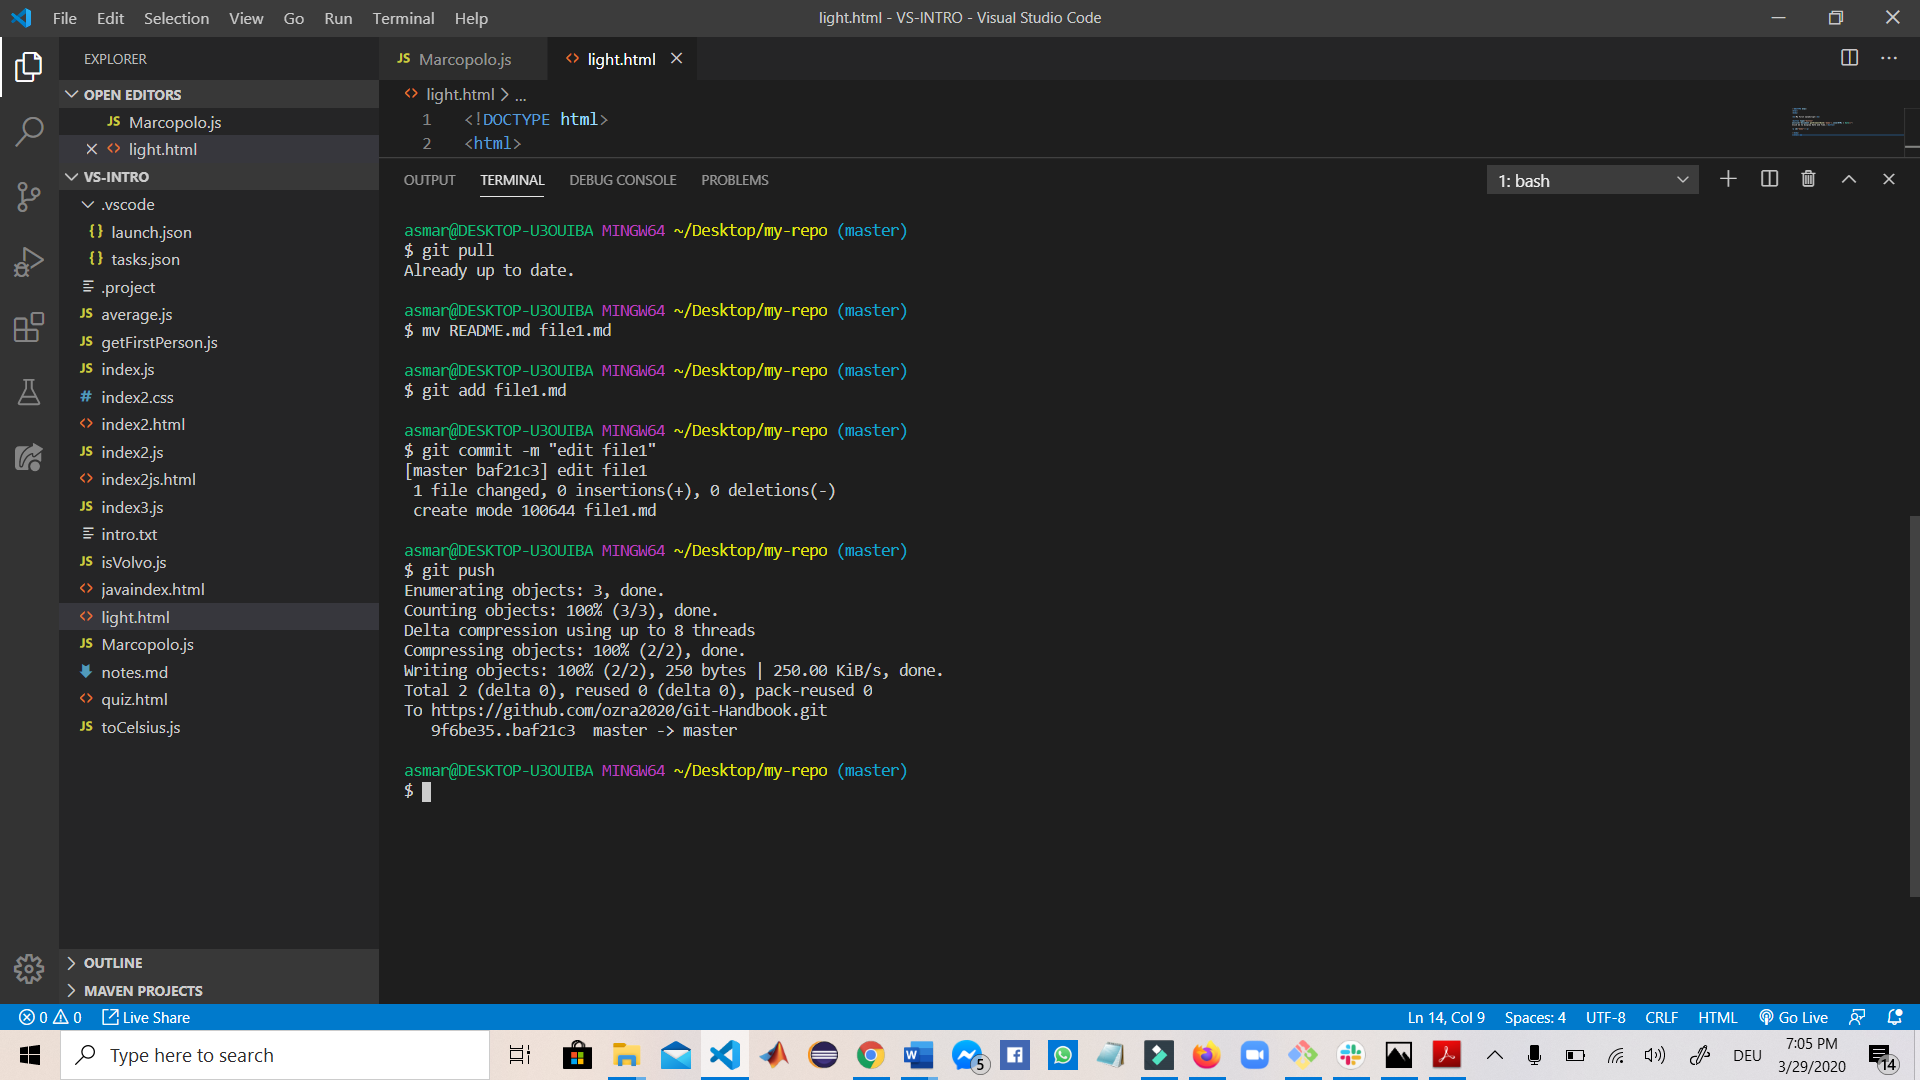 File Edit Selection View Go Run Terminal Help
light.html - VS-INTRO - Visual Studio Code
EXPLORER
OPEN EDITORS
JS Marcopolo.js
light.html
VS-INTRO
.vscode
{} launch.json
{} tasks.json
.project
JS average.js
JS getFirstPerson.js
JS index.js
# index2.css
<> index2.html
JS index2.js
<> index2js.html
JS index3.js
intro.txt
JS isVolvo.js
<> javaindex.html
<> light.html
JS Marcopolo.js
notes.md
<> quiz.html
JS toCelsius.js
OUTLINE
MAVEN PROJECTS
JS Marcopolo.js
<> light.html
<> light.html > ...
1 <!DOCTYPE html>
2 <html>
OUTPUT TERMINAL DEBUG CONSOLE PROBLEMS
1: bash
asmar@DESKTOP-U3OUIBA MINGW64 ~/Desktop/my-repo (master)
$ git pull
Already up to date.
asmar@DESKTOP-U3OUIBA MINGW64 ~/Desktop/my-repo (master)
$ mv README.md file1.md
asmar@DESKTOP-U3OUIBA MINGW64 ~/Desktop/my-repo (master)
$ git add file1.md
asmar@DESKTOP-U3OUIBA MINGW64 ~/Desktop/my-repo (master)
$ git commit -m "edit file1"
[master baf21c3] edit file1
1 file changed, 0 insertions(+), 0 deletions(-)
create mode 100644 file1.md
asmar@DESKTOP-U3OUIBA MINGW64 ~/Desktop/my-repo (master)
$ git push
Enumerating objects: 3, done.
Counting objects: 100% (3/3), done.
Delta compression using up to 8 threads
Compressing objects: 100% (2/2), done.
Writing objects: 100% (2/2), 250 bytes | 250.00 KiB/s, done.
Total 2 (delta 0), reused 0 (delta 0), pack-reused 0
To https://github.com/ozra2020/Git-Handbook.git
9f6be35..baf21c3 master -> master
asmar@DESKTOP-U3OUIBA MINGW64 ~/Desktop/my-repo (master)
$
0 0 Live Share
Ln 14, Col 9 Spaces: 4 UTF-8 CRLF HTML Go Live
Type here to search
5
DEU
7:05 PM
3/29/2020
14